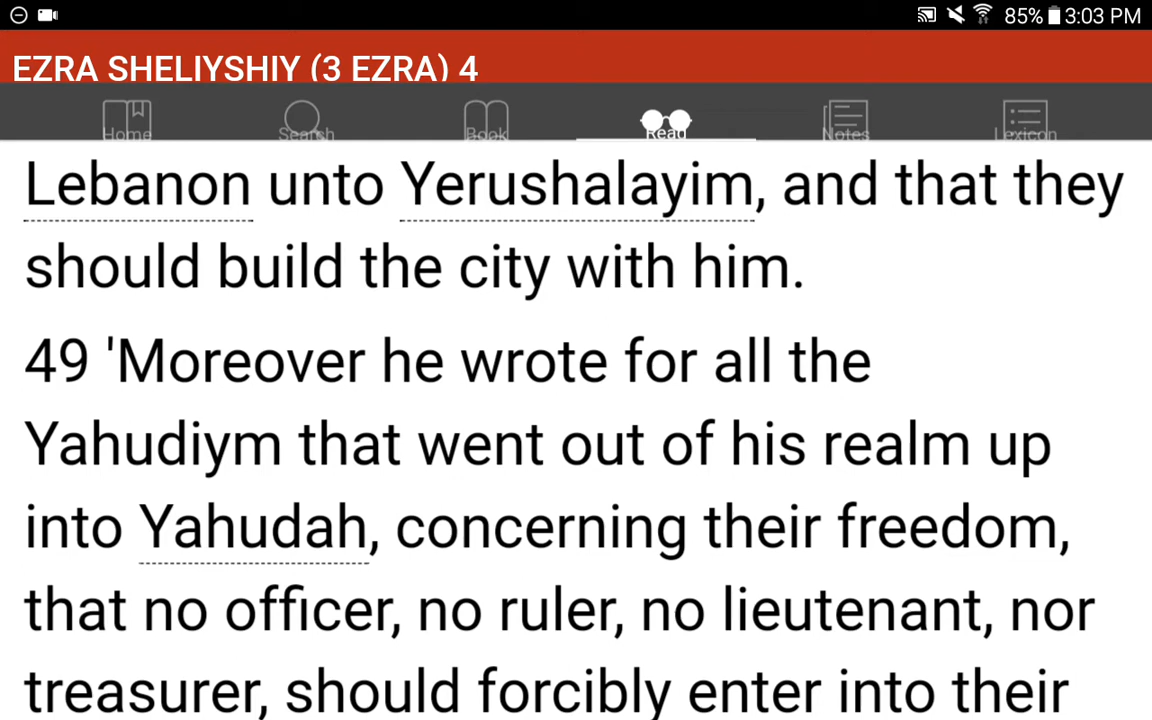 85% 3:03 PM
EZRA SHELIYSHIY (3 EZRA) 4
Home Search Book Read Notes Lexicon
Lebanon unto Yerushalayim, and that they
should build the city with him.
49 'Moreover he wrote for all the
Yahudiym that went out of his realm up
into Yahudah, concerning their freedom,
that no officer, no ruler, no lieutenant, nor
treasurer, should forcibly enter into their